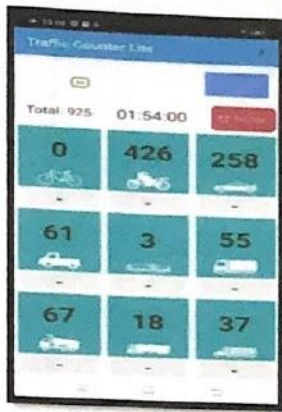 Traffic Counter Lite
Total: 925 01:54:00
0 426 258
- - -
61 3 55
- - -
67 18 37
- - -